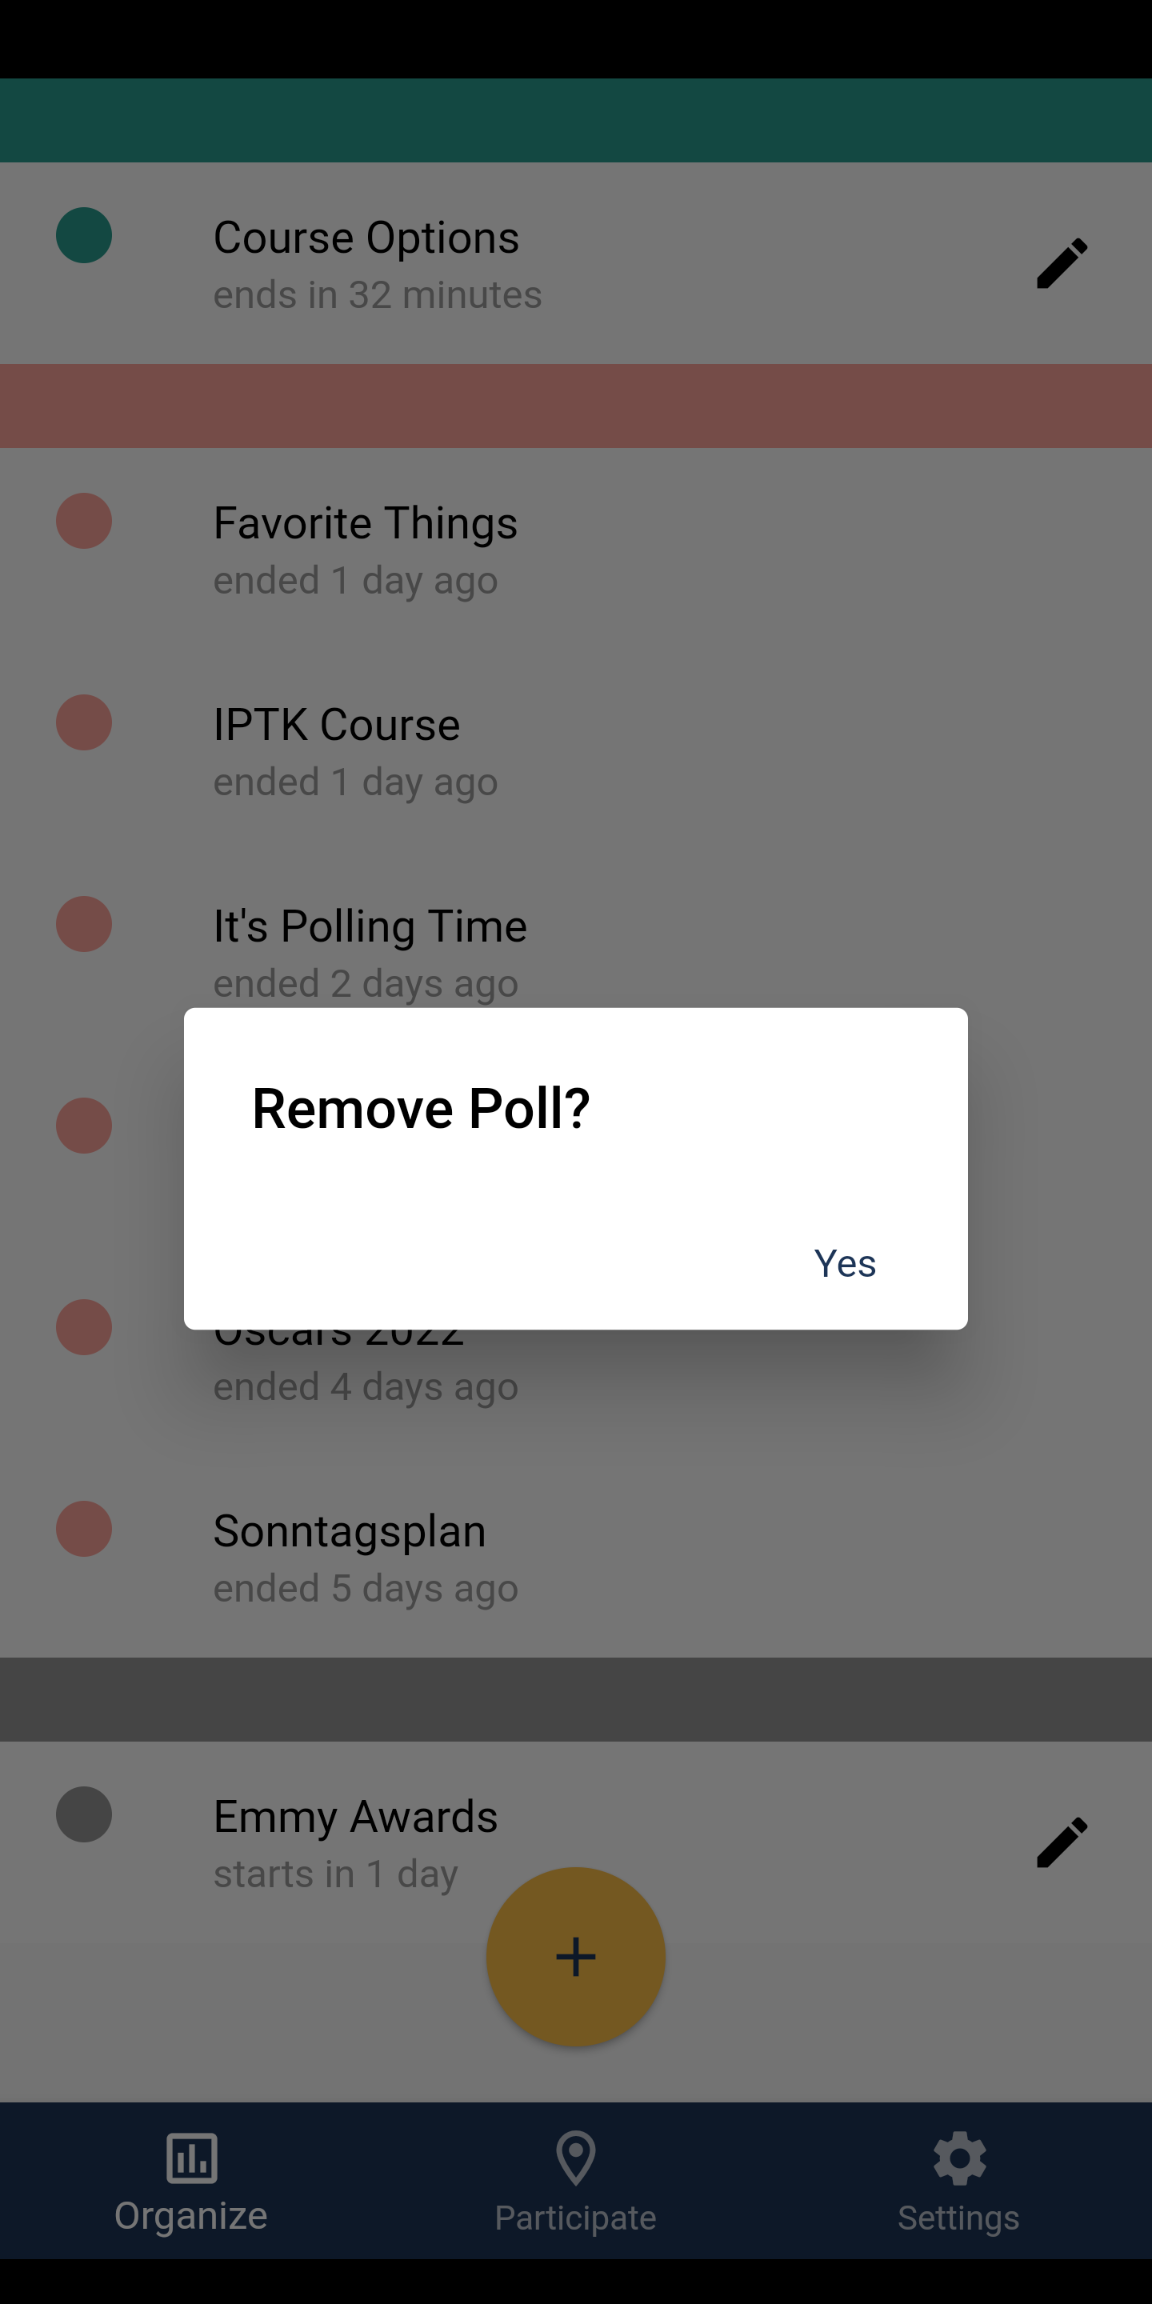 Course Options
ends in 32 minutes
Favorite Things
ended 1 day ago
IPTK Course
ended 1 day ago
It's Polling Time
ended 2 days ago
Remove Poll?
Yes
Oscars 2022
ended 4 days ago
Sonntagsplan
ended 5 days ago
Emmy Awards
starts in 1 day
Organize
Participate
Settings